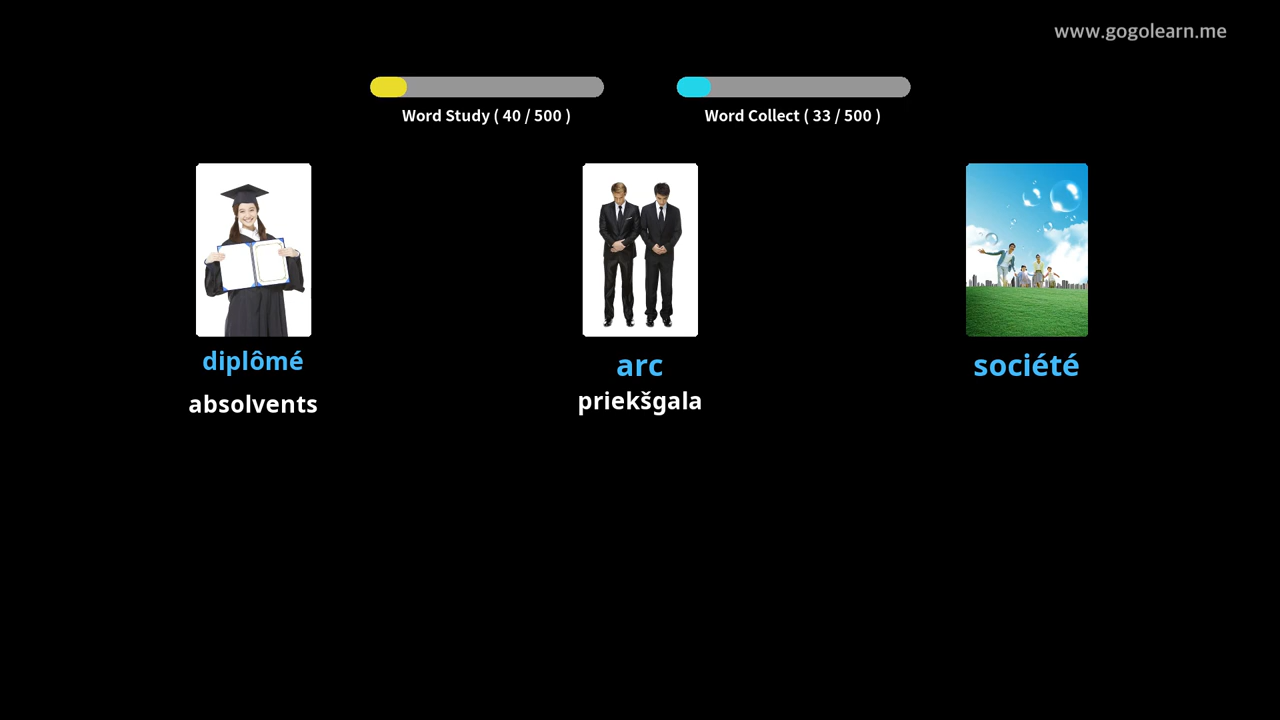 www.gogolearn.me
Word Study ( 40 / 500 )
Word Collect ( 33 / 500 )
diplômé
absolvents
arc
priekšgala
société